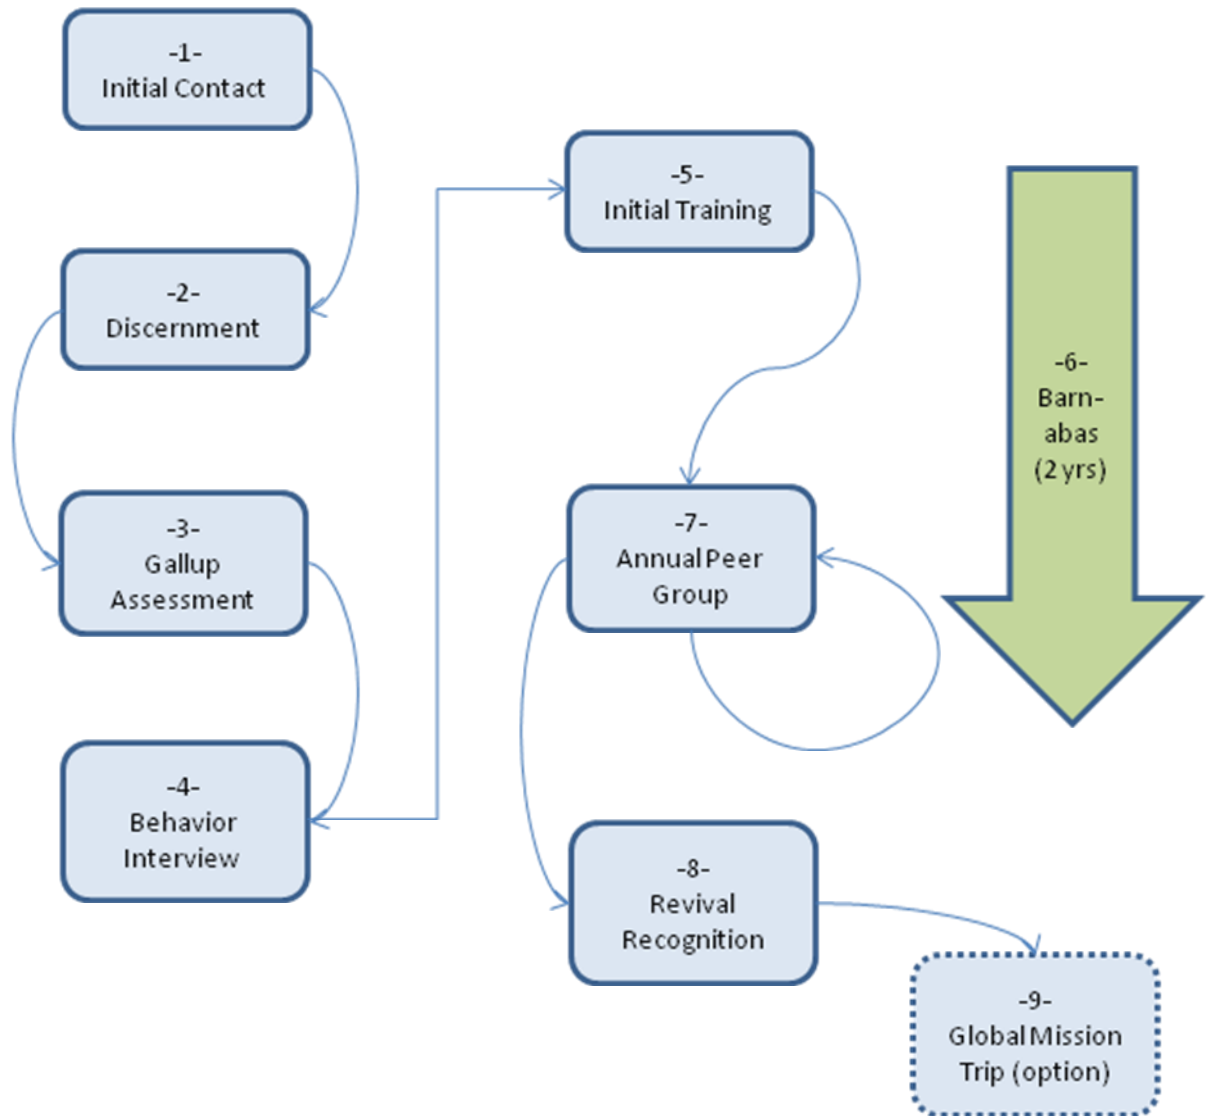 -1-
Initial Contact
-2-
Discernment
-3-
Gallup
Assessment
-4-
Behavior
Interview
-5-
Initial Training
-6-
Barn-
abas
(2 yrs)
-7-
Annual Peer
Group
-8-
Revival
Recognition
-9-
Global Mission
Trip (option)